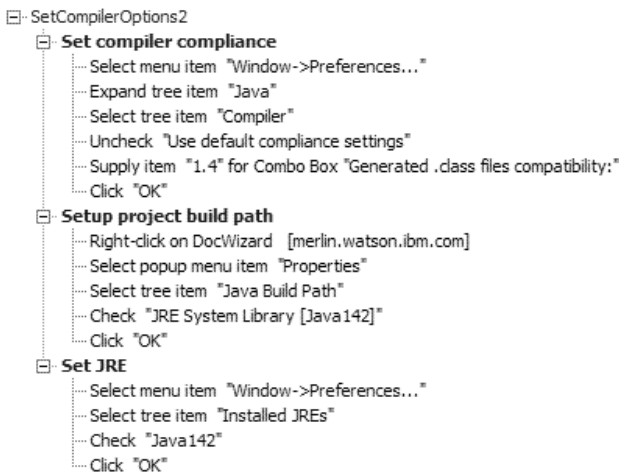 SetCompilerOptions2
Set compiler compliance
Select menu item "Window->Preferences..."
Expand tree item "Java"
Select tree item "Compiler"
Uncheck "Use default compliance settings"
Supply item "1.4" for Combo Box "Generated .class files compatibility:"
Click "OK"
Setup project build path
Right-click on DocWizard [merlin.watson.ibm.com]
Select popup menu item "Properties"
Select tree item "Java Build Path"
Check "JRE System Library [Java142]"
Click "OK"
Set JRE
Select menu item "Window->Preferences..."
Select tree item "Installed JREs"
Check "Java142"
Click "OK"